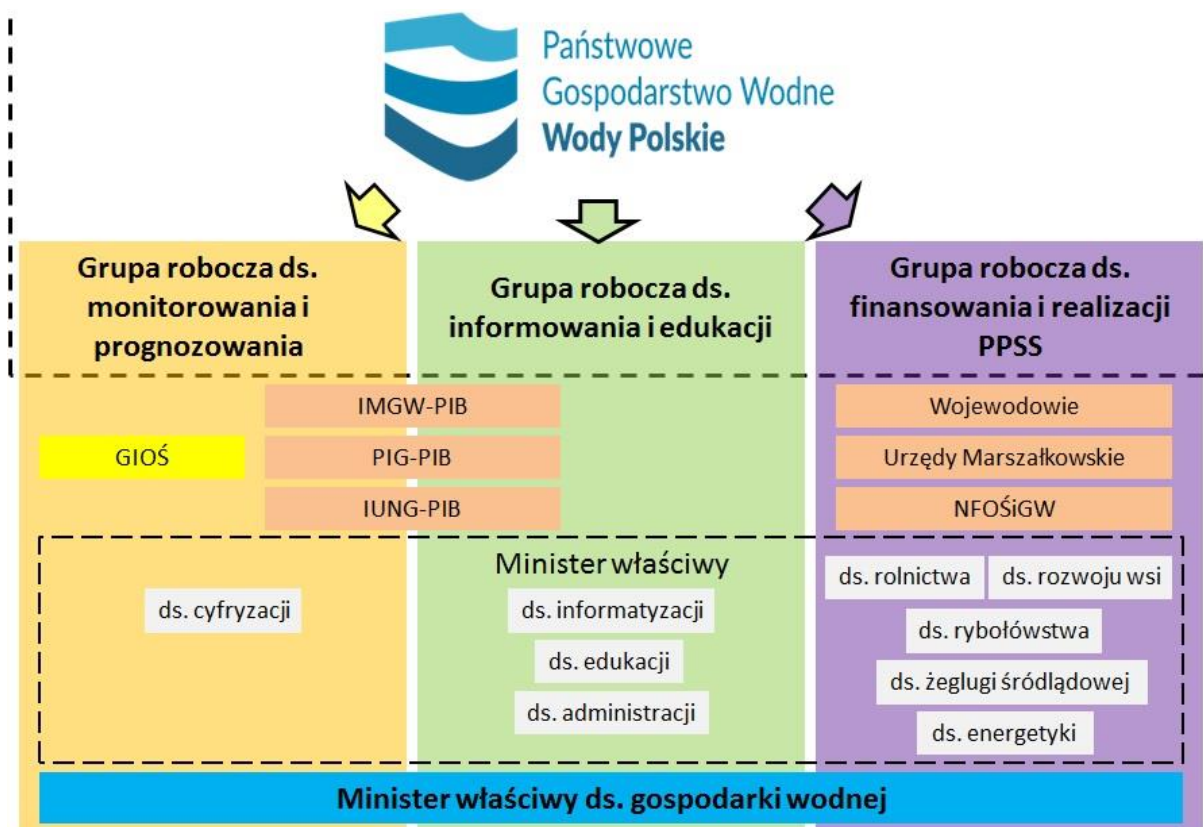 Państwowe
Gospodarstwo Wodne
Wody Polskie
Grupa robocza ds.
monitorowania i
prognozowania
Grupa robocza ds.
informowania i edukacji
Grupa robocza ds.
finansowania i realizacji
PPSS
IMGW-PIB
GIOŚ
PIG-PIB
IUNG-PIB
Wojewodowie
Urzędy Marszałkowskie
NFOŚiGW
Minister właściwy
ds. cyfryzacji
ds. informatyzacji
ds. edukacji
ds. administracji
ds. rolnictwa
ds. rozwoju wsi
ds. rybołówstwa
ds. żeglugi śródlądowej
ds. energetyki
Minister właściwy ds. gospodarki wodnej